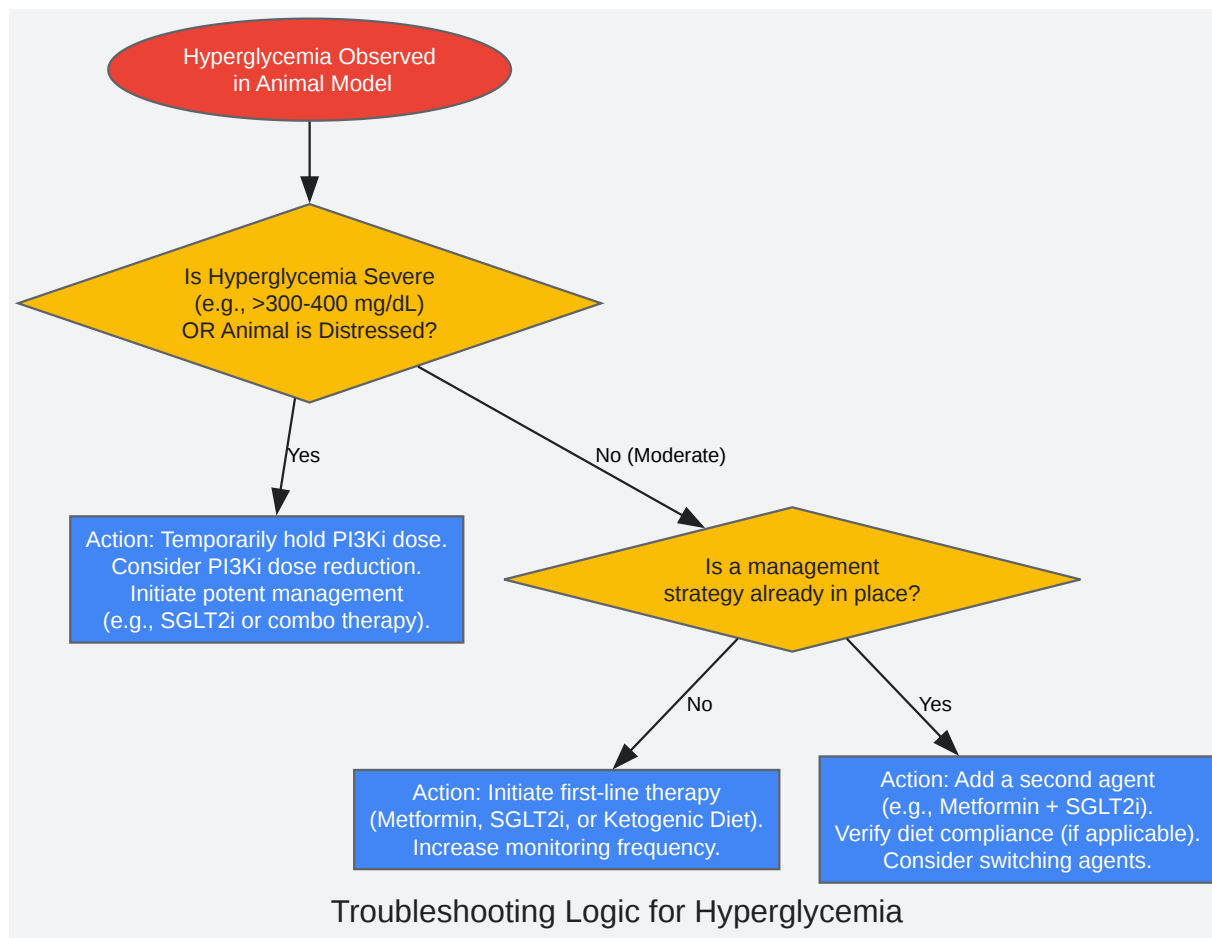 Hyperglycemia Observed
in Animal Model
Is Hyperglycemia Severe
(e.g., >300-400 mg/dL)
OR Animal is Distressed?
Yes
No (Moderate)
Action: Temporarily hold PI3Ki dose.
Consider PI3Ki dose reduction.
Initiate potent management
(e.g., SGLT2i or combo therapy).
Is a management
strategy already in place?
No
Yes
Action: Initiate first-line therapy
(Metformin, SGLT2i, or Ketogenic Diet).
Increase monitoring frequency.
Action: Add a second agent
(e.g., Metformin + SGLT2i).
Verify diet compliance (if applicable).
Consider switching agents.
Troubleshooting Logic for Hyperglycemia